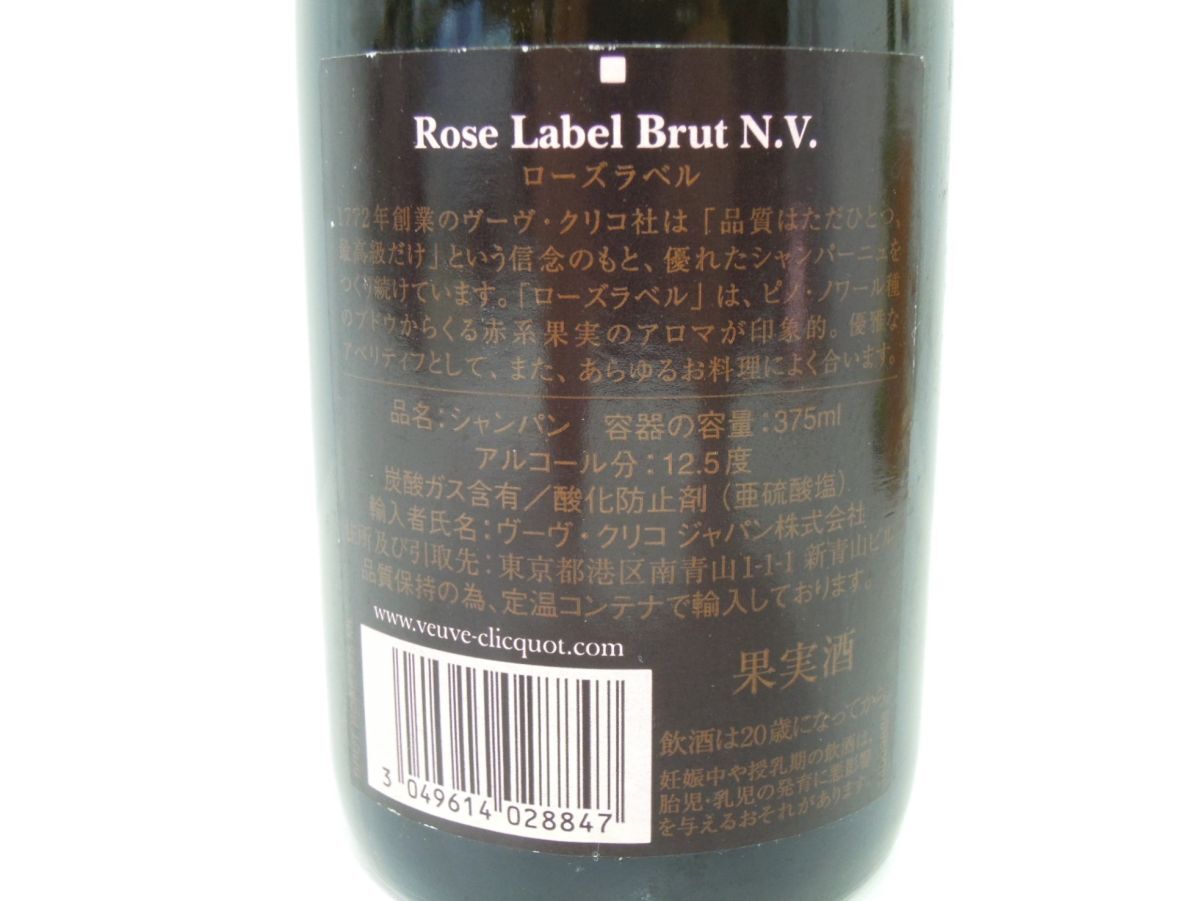 Rose Label Brut N.V.
ローズラベル
1772年創業のヴーヴ・クリコ社は「品質はただひとつ、
最高級だけ」という信念のもと、優れたシャンパーニュを
つくり続けています。「ローズラベル」は、ピノ・ノワール種
のブドウからくる赤系果実のアロマが印象的。優雅な
アペリティフとして、また、あらゆるお料理によく合います。
品名:シャンパン 容器の容量:375ml
アルコール分:12.5度
炭酸ガス含有/酸化防止剤(亜硫酸塩)
輸入者氏名:ヴーヴ・クリコ ジャパン株式会社
住所及び引取先:東京都港区南青山1-1-1 新青山ビル
品質保持の為、定温コンテナで輸入しております。
www.veuve-clicquot.com
果実酒
飲酒は20歳になってから。
妊娠中や授乳期の飲酒は、
胎児・乳児の発育に悪影響
を与えるおそれがあります。
3 049614 028847